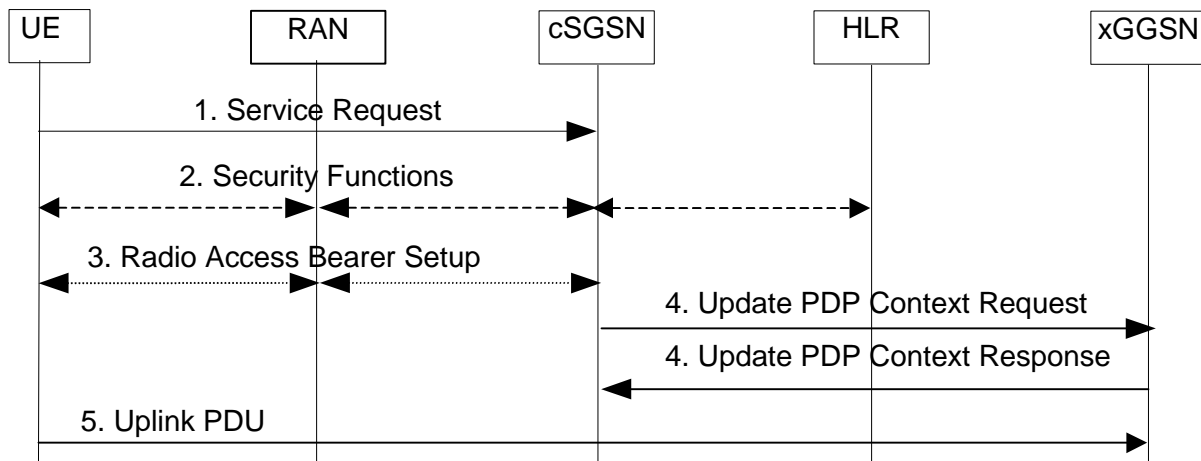 UE RAN cSGSN HLR xGGSN
1. Service Request
2. Security Functions
3. Radio Access Bearer Setup
4. Update PDP Context Request
4. Update PDP Context Response
5. Uplink PDU